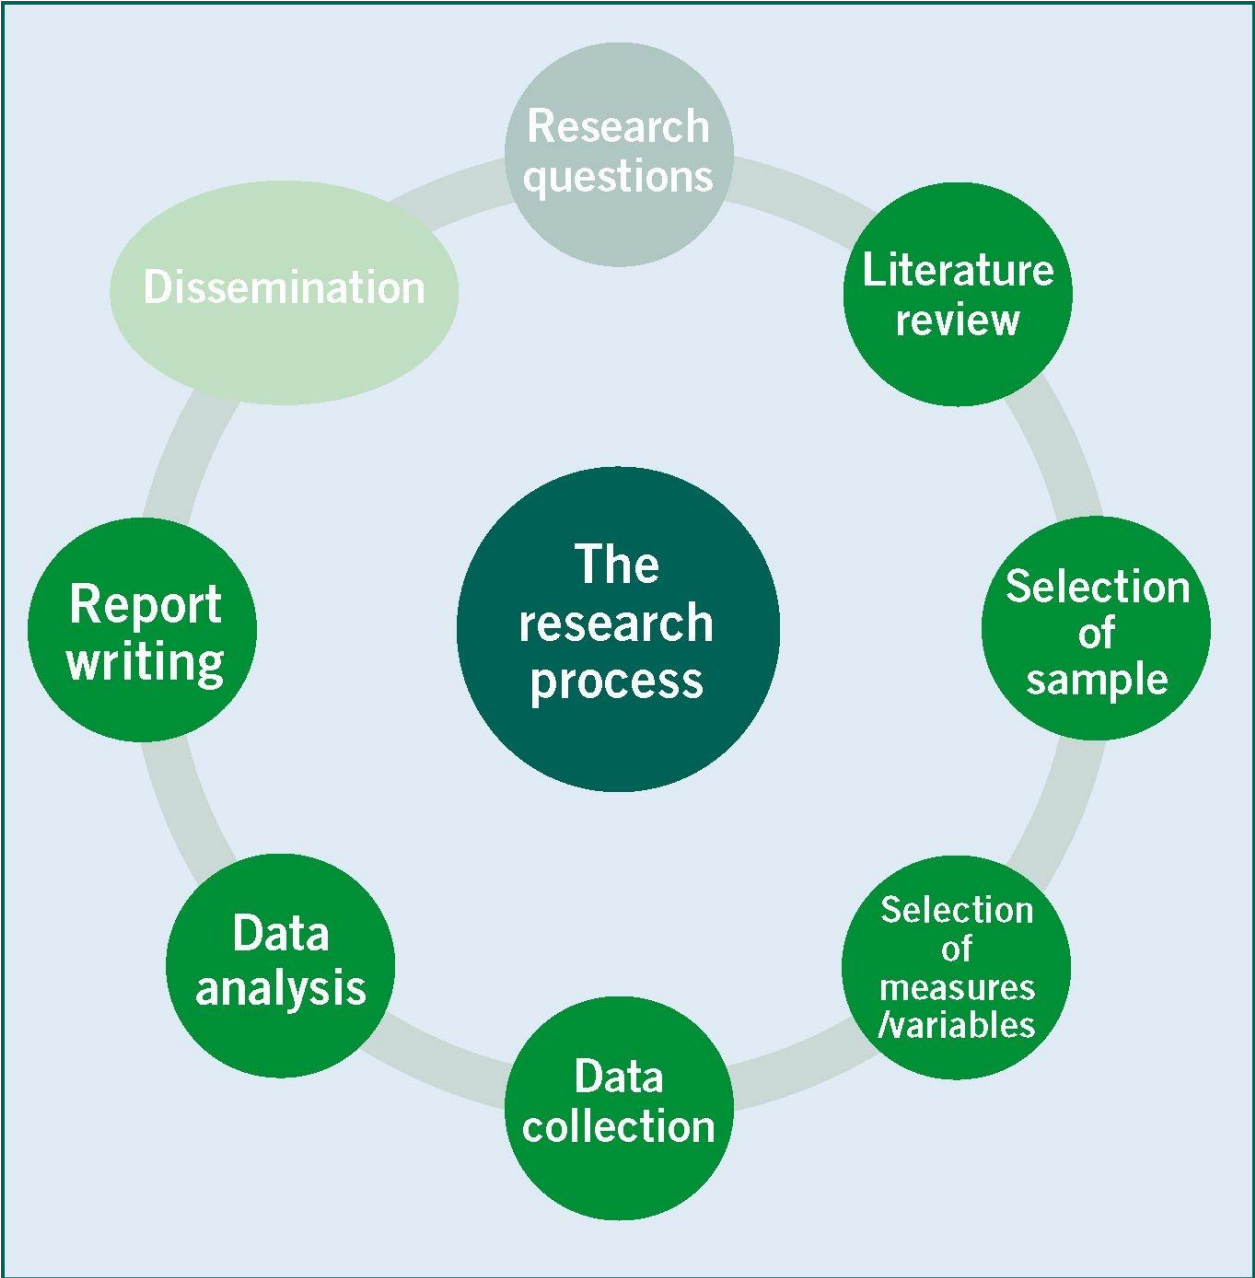 Research
questions
Literature
review
Selection
of
sample
Selection
of
measures
/variables
Data
collection
Data
analysis
Report
writing
Dissemination
The
research
process